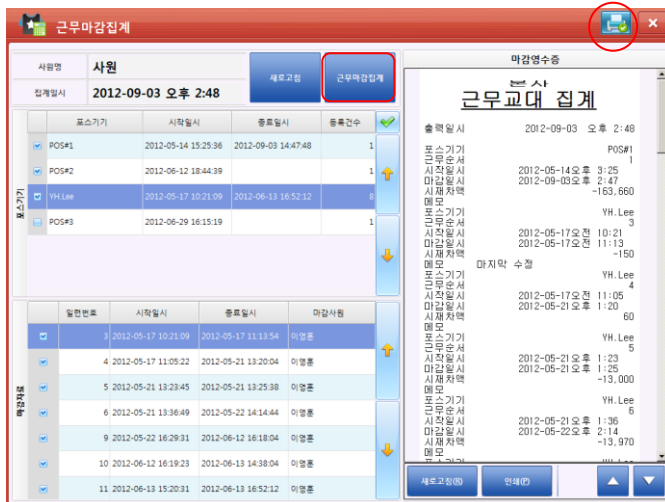 근무마감집계
사원명 사원
집계일시 2012-09-03 오후 2:48
새로고침
근무마감집계
포스기기
포스기기 시작일시 종료일시 등록건수
POS#1 2012-05-14 15:25:36 2012-09-03 14:47:48 1
POS#2 2012-06-12 18:44:39 1
YH.Lee 2012-05-17 10:21:09 2012-06-13 16:52:12 8
POS#3 2012-06-29 16:15:19 1
마감자료
일련번호 시작일시 종료일시 마감사원
3 2012-05-17 10:21:09 2012-05-17 11:13:54 이영훈
4 2012-05-17 11:05:22 2012-05-21 13:20:04 이영훈
5 2012-05-21 13:23:45 2012-05-21 13:25:38 이영훈
6 2012-05-21 13:36:49 2012-05-22 14:14:44 이영훈
9 2012-05-22 16:29:31 2012-06-12 16:18:04 이영훈
10 2012-06-12 16:19:23 2012-06-13 14:38:04 이영훈
11 2012-06-13 15:20:31 2012-06-13 16:52:12 이영훈
마감영수증
본사
근무교대 집계
출력일시 2012-09-03 오후 2:48
포스기기 POS#1
근무순서 1
시작일시 2012-05-14오후 3:25
마감일시 2012-09-03오후 2:47
시재차액 -163,660
메모
포스기기 YH.Lee
근무순서 3
시작일시 2012-05-17오전 10:21
마감일시 2012-05-17오전 11:13
시재차액 -150
메모 마지막 수정
포스기기 YH.Lee
근무순서 4
시작일시 2012-05-17오전 11:05
마감일시 2012-05-21오후 1:20
시재차액 60
메모
포스기기 YH.Lee
근무순서 5
시작일시 2012-05-21오후 1:23
마감일시 2012-05-21오후 1:25
시재차액 -13,000
메모
포스기기 YH.Lee
근무순서 6
시작일시 2012-05-21오후 1:36
마감일시 2012-05-22오후 2:14
시재차액 -13,970
메모
새로고침(R)
인쇄(P)